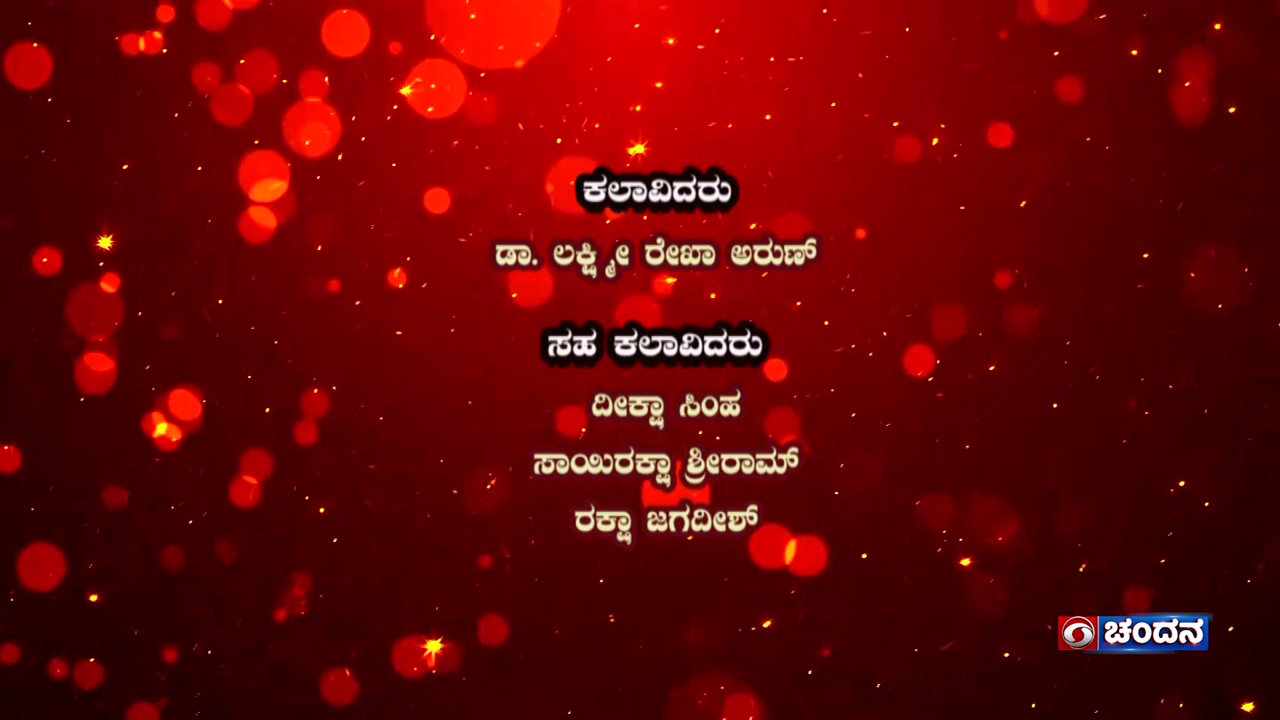 ಕಲಾವಿದರು
ಡಾ. ಲಕ್ಷ್ಮೀ ರೇಖಾ ಅರುಣ್
ಸಹ ಕಲಾವಿದರು
ದೀಕ್ಷಾ ಸಿಂಹ
ಸಾಯಿರಕ್ಷಾ ಶ್ರೀರಾಮ್
ರಕ್ಷಾ ಜಗದೀಶ್
ಚಂದನ